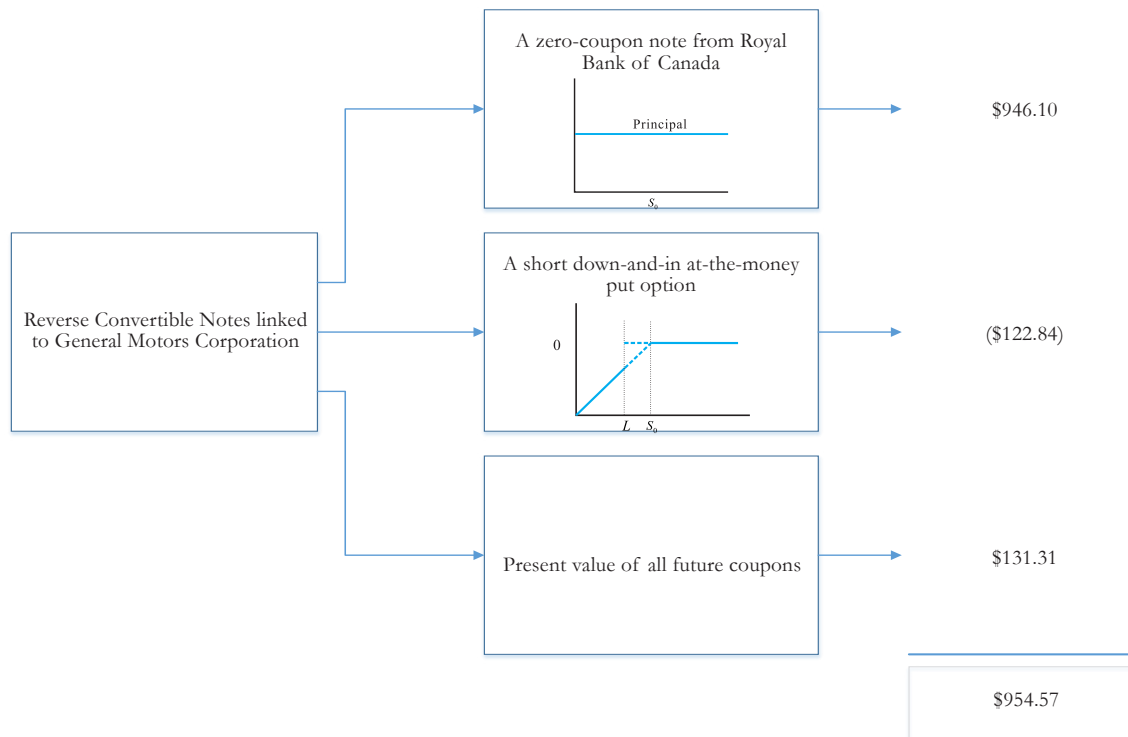 A zero-coupon note from Royal
Bank of Canada
Principal
S₀
$946.10
Reverse Convertible Notes linked
to General Motors Corporation
A short down-and-in at-the-money
put option
0
L S₀
($122.84)
Present value of all future coupons
$131.31
$954.57